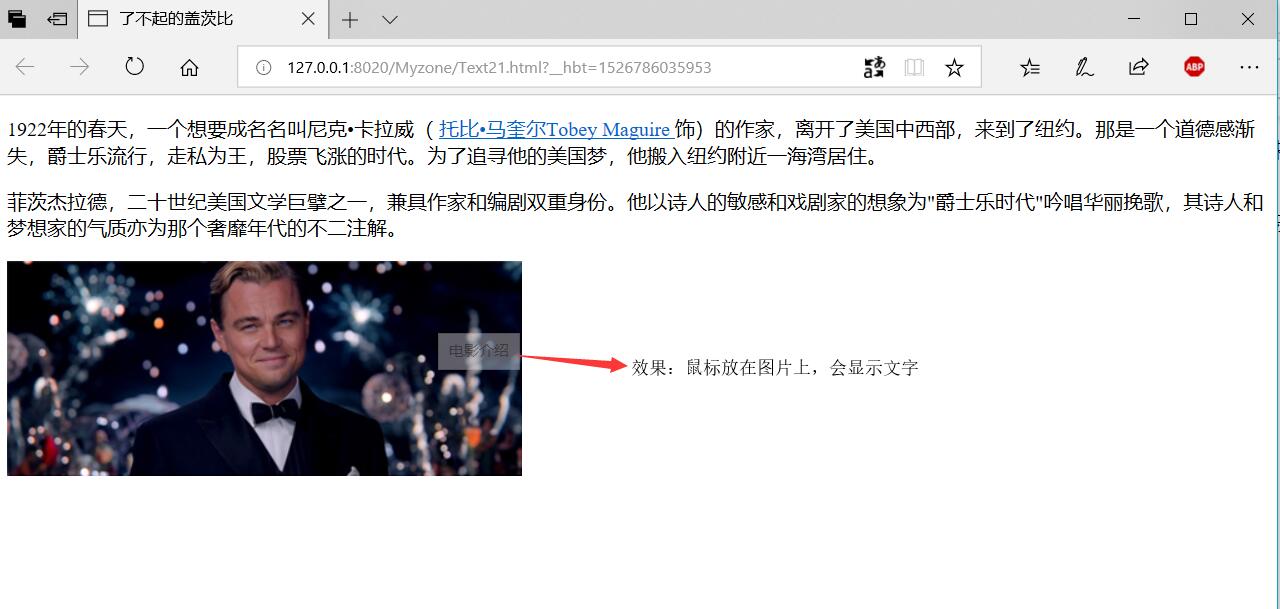 了不起的盖茨比
127.0.0.1:8020/Myzone/Text21.html?__hbt=1526786035953
ABP
1922年的春天，一个想要成名名叫尼克•卡拉威（ 托比•马奎尔Tobey Maguire 饰）的作家，离开了美国中西部，来到了纽约。那是一个道德感渐
失，爵士乐流行，走私为王，股票飞涨的时代。为了追寻他的美国梦，他搬入纽约附近一海湾居住。
菲茨杰拉德，二十世纪美国文学巨擘之一，兼具作家和编剧双重身份。他以诗人的敏感和戏剧家的想象为"爵士乐时代"吟唱华丽挽歌，其诗人和
梦想家的气质亦为那个奢靡年代的不二注解。
电影介绍
效果：鼠标放在图片上，会显示文字